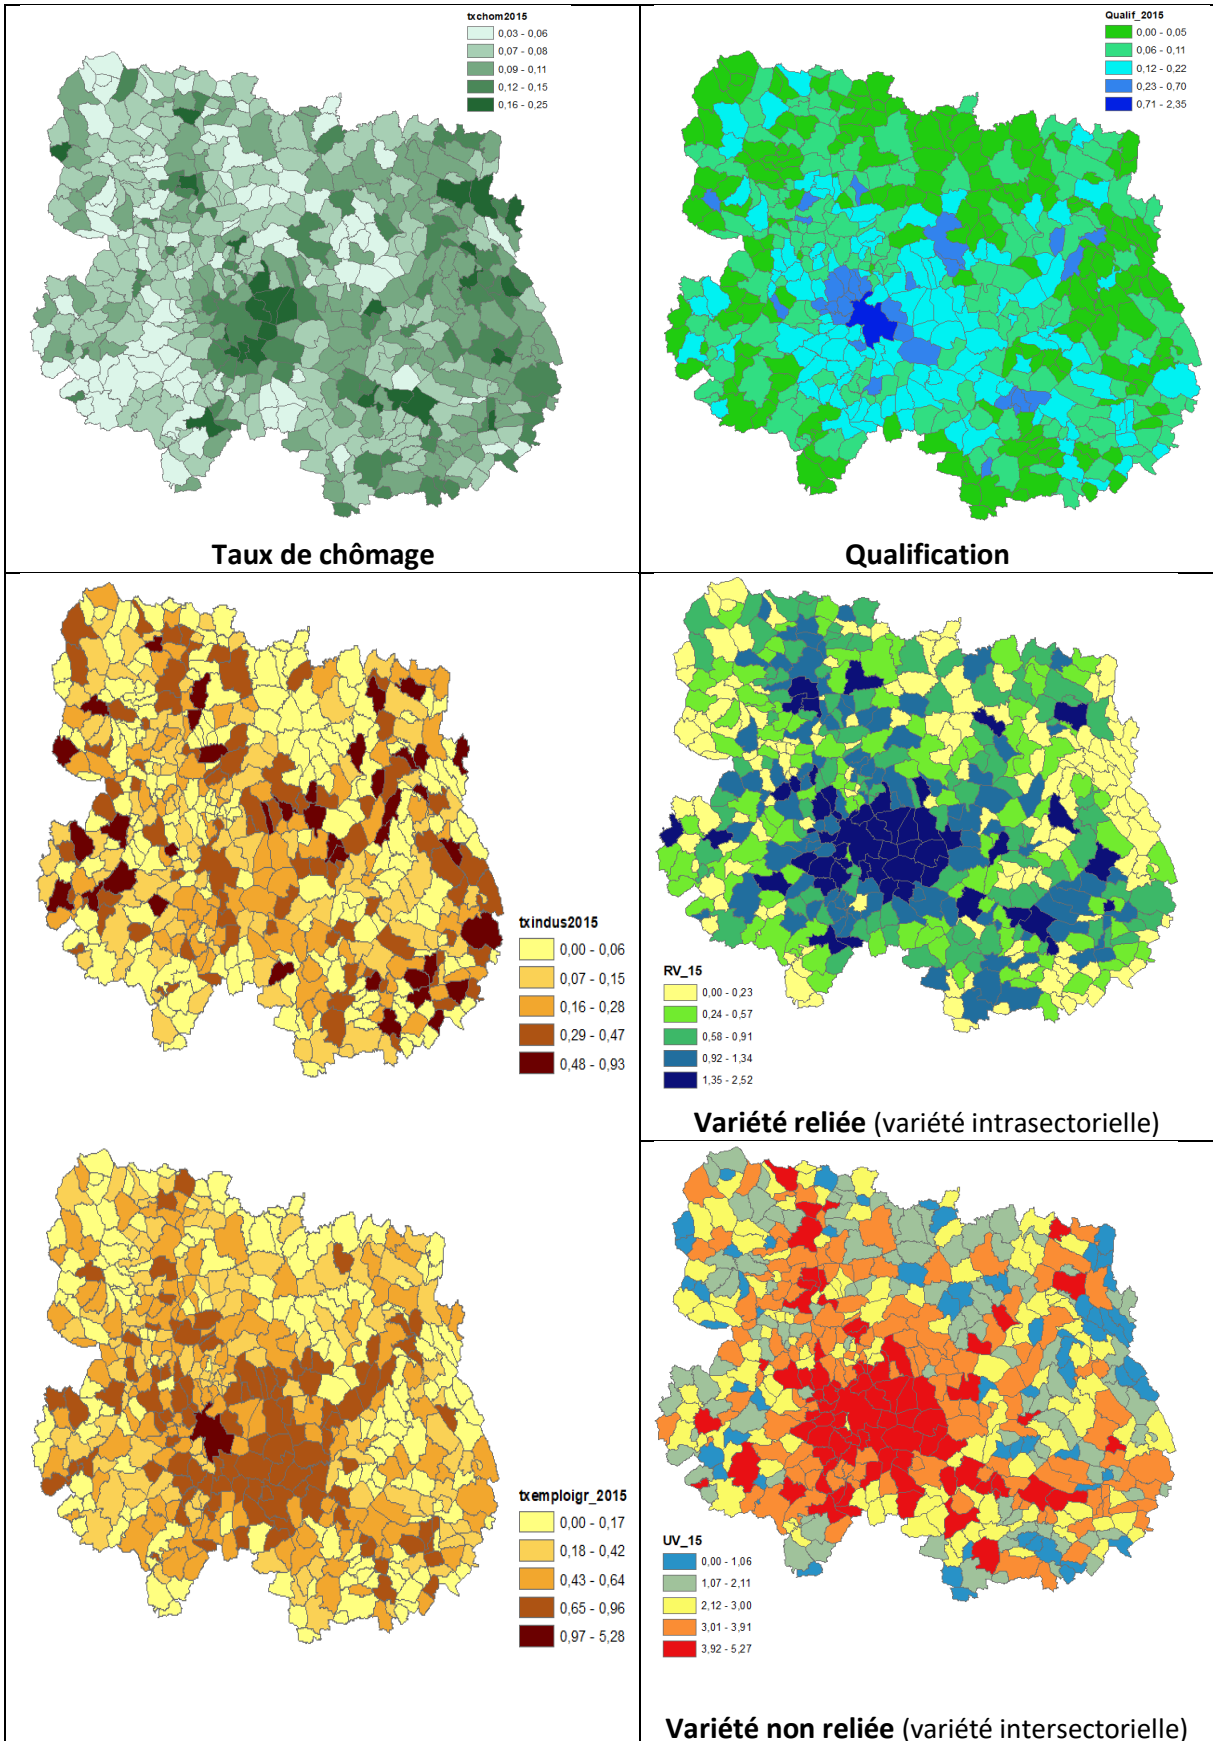 txchom2015
0,03 - 0,06
0,07 - 0,08
0,09 - 0,11
0,12 - 0,15
0,16 - 0,25
Taux de chômage
Qualif_2015
0,00 - 0,05
0,06 - 0,11
0,12 - 0,22
0,23 - 0,70
0,71 - 2,35
Qualification
txindus2015
0,00 - 0,06
0,07 - 0,15
0,16 - 0,28
0,29 - 0,47
0,48 - 0,93
RV_15
0,00 - 0,23
0,24 - 0,57
0,58 - 0,91
0,92 - 1,34
1,35 - 2,52
Variété reliée (variété intrasectorielle)
txemploigr_2015
0,00 - 0,17
0,18 - 0,42
0,43 - 0,64
0,65 - 0,96
0,97 - 5,28
UV_15
0,00 - 1,06
1,07 - 2,11
2,12 - 3,00
3,01 - 3,91
3,92 - 5,27
Variété non reliée (variété intersectorielle)